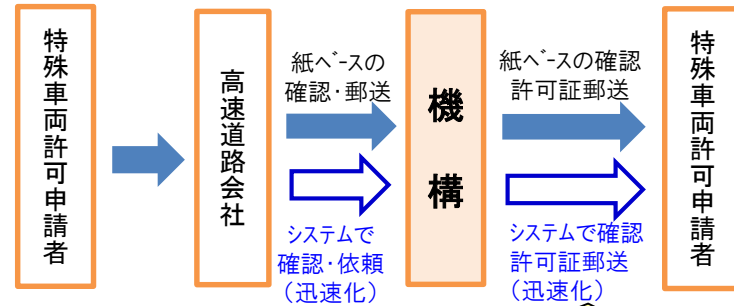 特殊車両許可申請者
高速道路会社
紙ベースの
確認・郵送
システムで
確認・依頼
（迅速化）
機構
紙ベースの確認
許可証郵送
システムで確認
許可証郵送
（迅速化）
特殊車両許可申請者